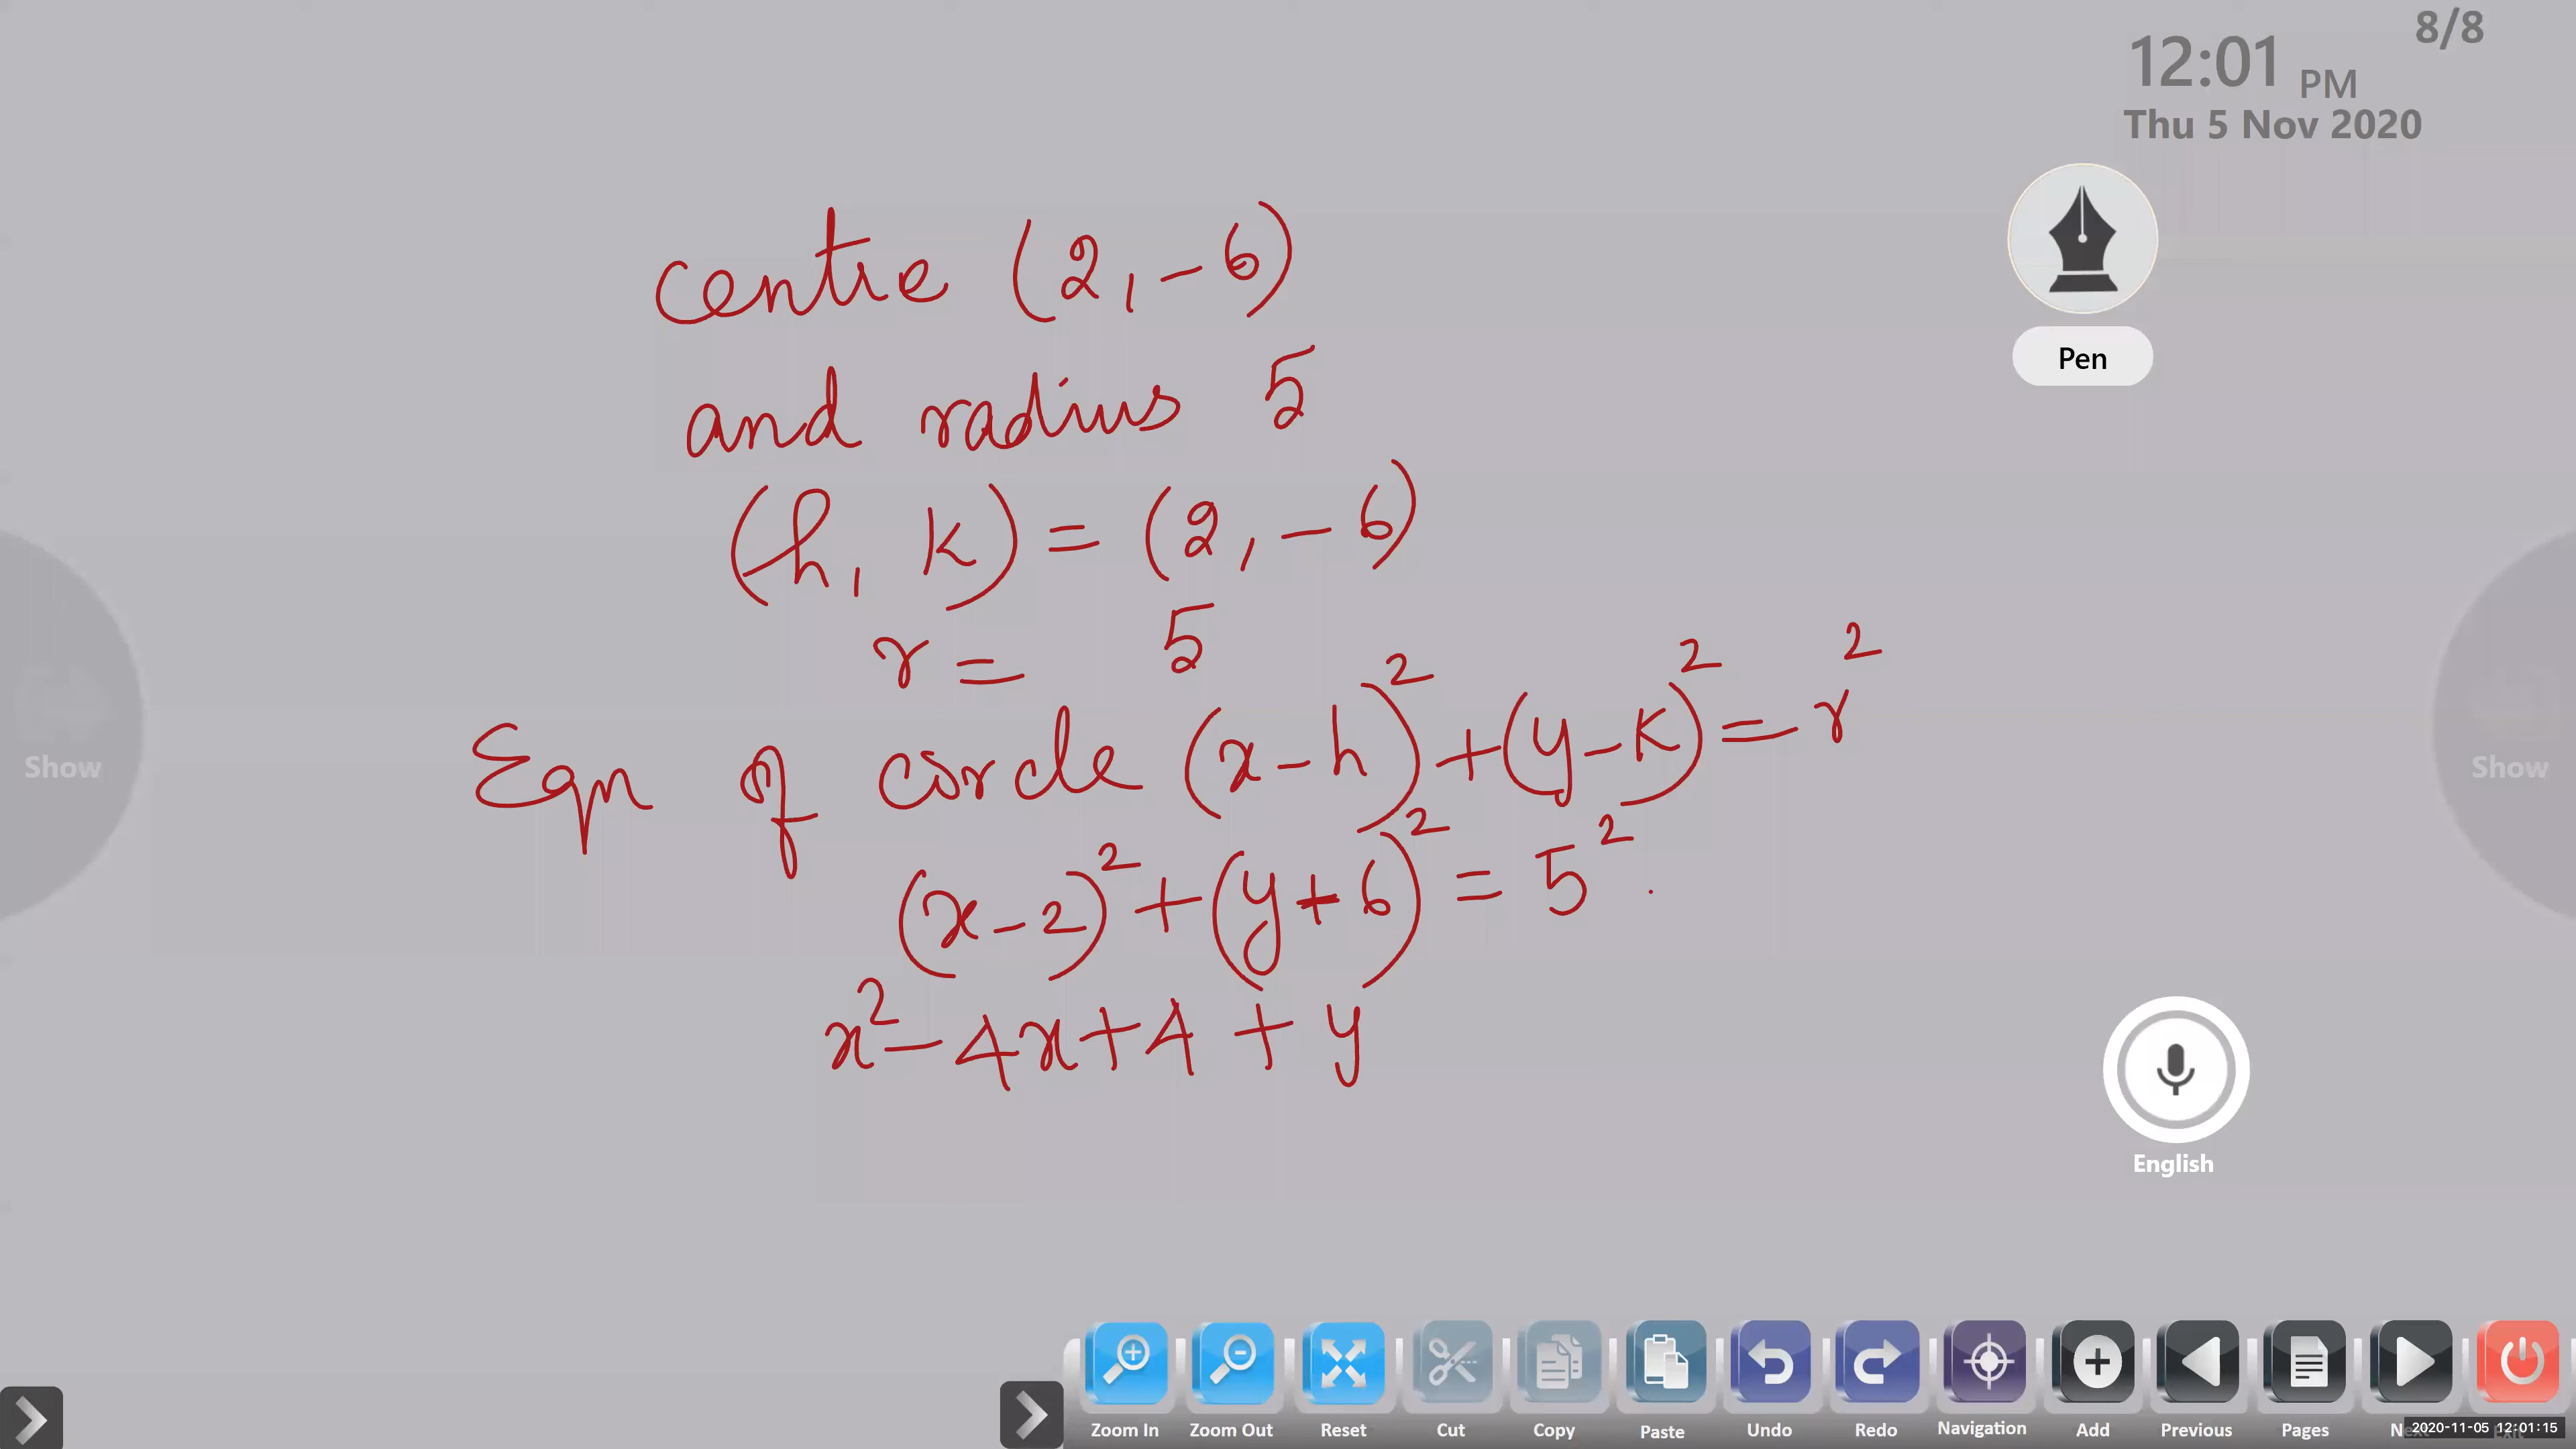 8/8
12:01 PM
Thu 5 Nov 2020
Pen
centre (2, -6)
and radius 5
(h, k) = (2, -6)
r = 5
Eqn of circle (x-h)² + (y-k)² = r²
(x-2)² + (y+6)² = 5²
x² - 4x + 4 + y
Show
Show
English
Zoom In Zoom Out Reset Cut Copy Paste Undo Redo Navigation Add Previous Pages
2020-11-05 12:01:15